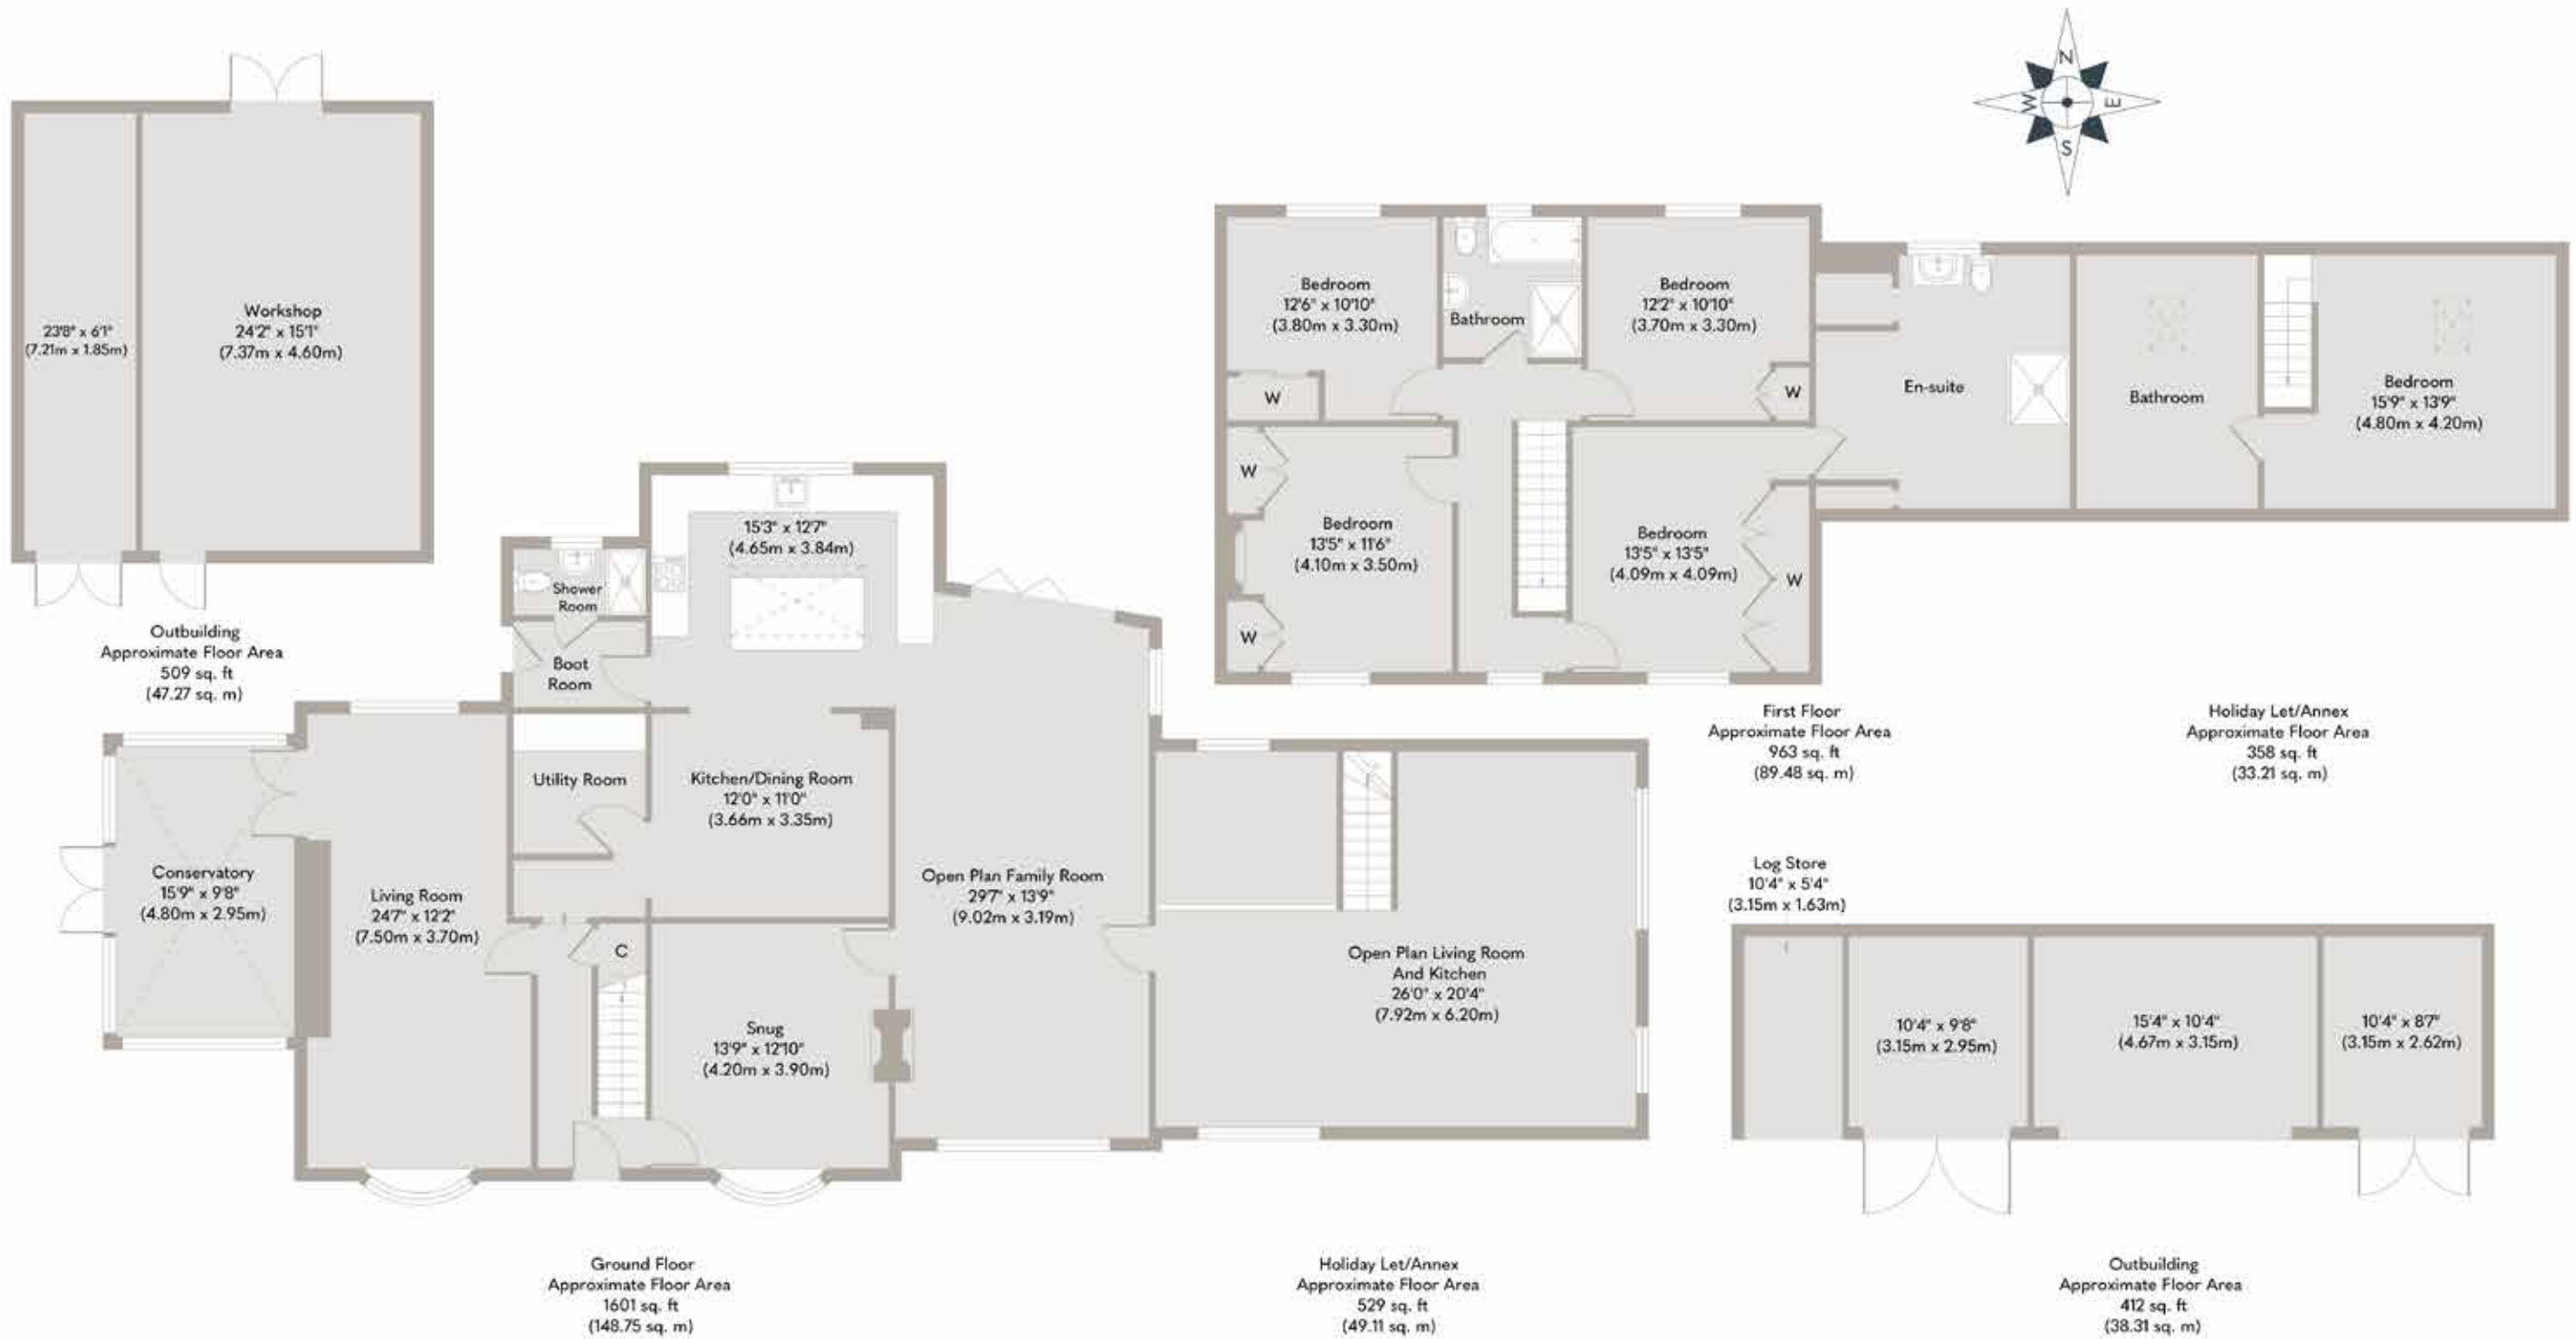 N
W
E
S
23'8" x 6'1"
(7.21m x 1.85m)
Workshop
24'2" x 15'1"
(7.37m x 4.60m)
Outbuilding
Approximate Floor Area
509 sq. ft
(47.27 sq. m)
Bedroom
12'6" x 10'10"
(3.80m x 3.30m)
W
Bathroom
Bedroom
12'2" x 10'10"
(3.70m x 3.30m)
W
En-suite
Bathroom
Bedroom
15'9" x 13'9"
(4.80m x 4.20m)
W
Bedroom
13'5" x 11'6"
(4.10m x 3.50m)
W
Bedroom
13'5" x 13'5"
(4.09m x 4.09m)
W
First Floor
Approximate Floor Area
963 sq. ft
(89.48 sq. m)
Holiday Let/Annex
Approximate Floor Area
358 sq. ft
(33.21 sq. m)
15'3" x 12'7"
(4.65m x 3.84m)
Shower
Room
Boot
Room
Utility Room
Kitchen/Dining Room
12'0" x 11'0"
(3.66m x 3.35m)
Conservatory
15'9" x 9'8"
(4.80m x 2.95m)
Living Room
24'7" x 12'2"
(7.50m x 3.70m)
C
Snug
13'9" x 12'10"
(4.20m x 3.90m)
Open Plan Family Room
29'7" x 13'9"
(9.02m x 3.19m)
Open Plan Living Room
And Kitchen
26'0" x 20'4"
(7.92m x 6.20m)
Ground Floor
Approximate Floor Area
1601 sq. ft
(148.75 sq. m)
Holiday Let/Annex
Approximate Floor Area
529 sq. ft
(49.11 sq. m)
Log Store
10'4" x 5'4"
(3.15m x 1.63m)
10'4" x 9'8"
(3.15m x 2.95m)
15'4" x 10'4"
(4.67m x 3.15m)
10'4" x 8'7"
(3.15m x 2.62m)
Outbuilding
Approximate Floor Area
412 sq. ft
(38.31 sq. m)